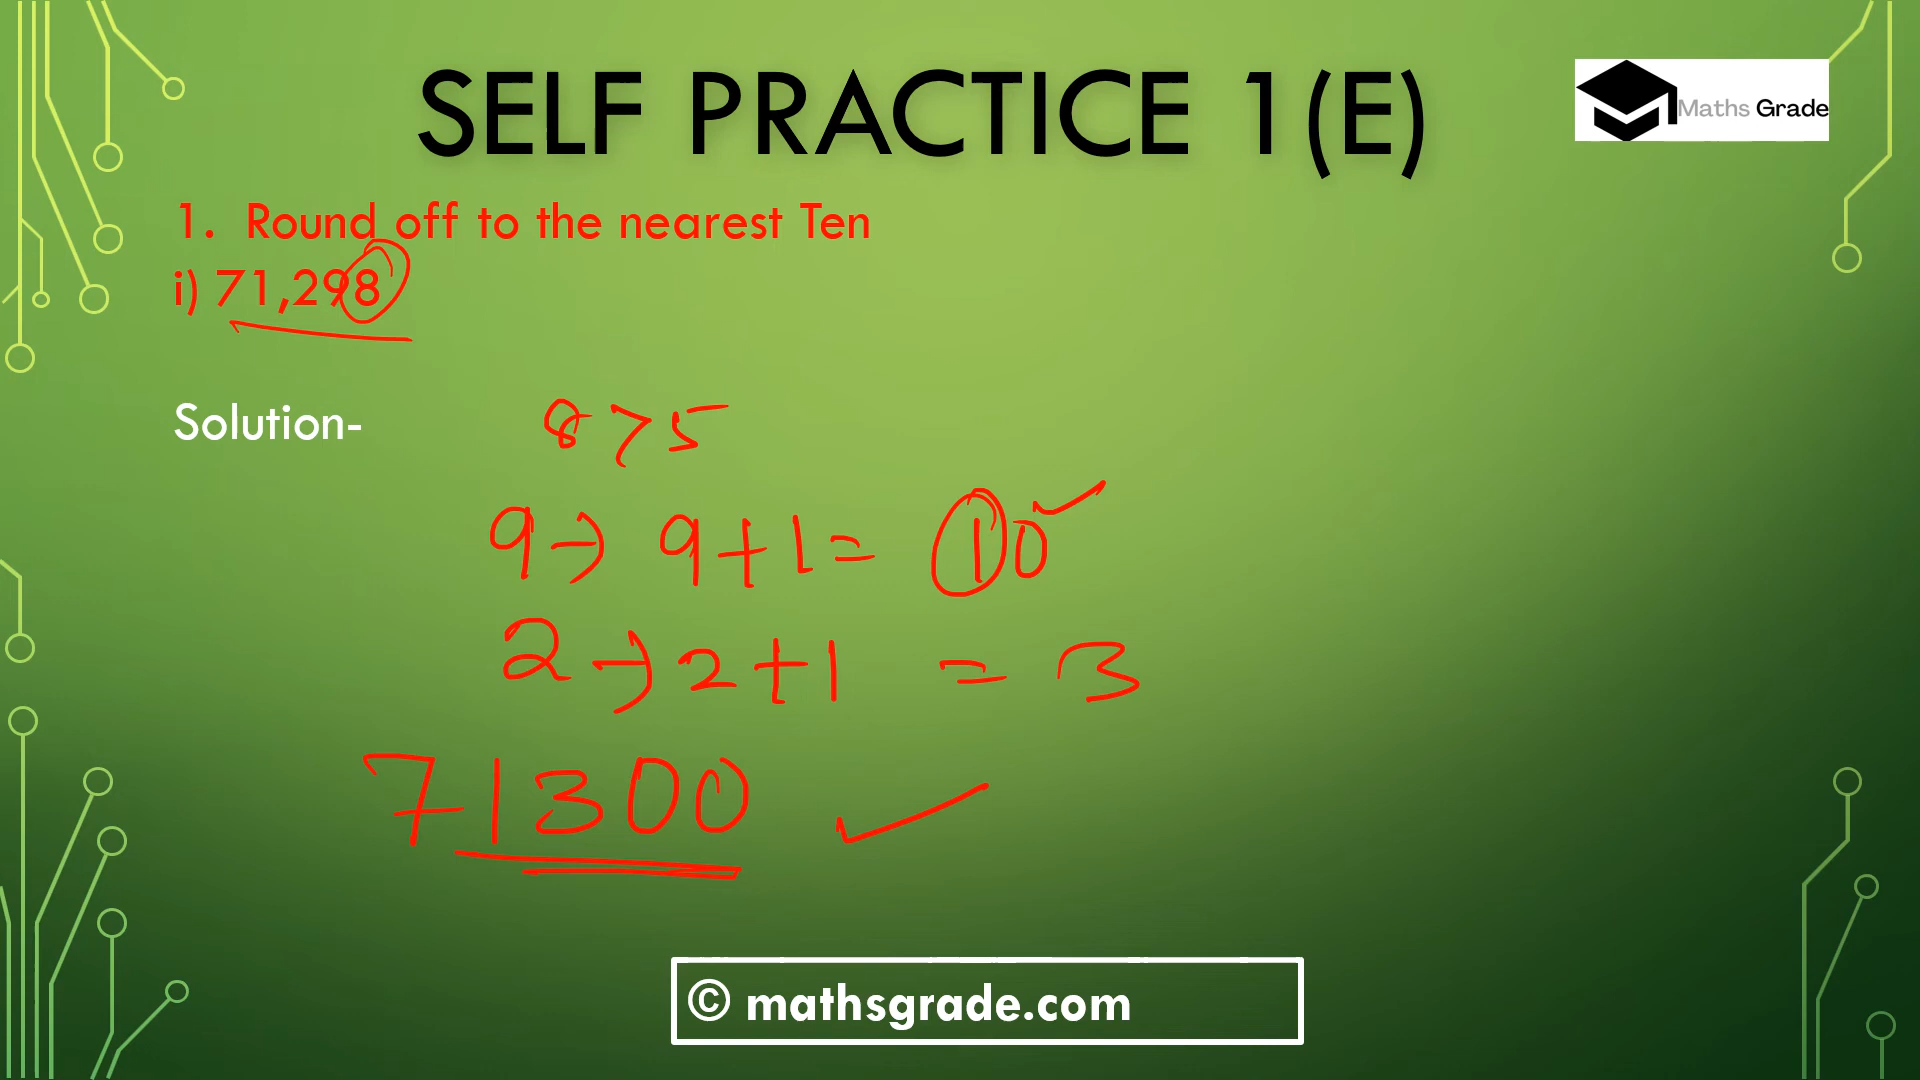 SELF PRACTICE 1(E)
Maths Grade
1. Round off to the nearest Ten
i) 71,298
Solution-
8 > 5
9 → 9+1= 10
2 → 2+1 = 3
71300
© mathsgrade.com